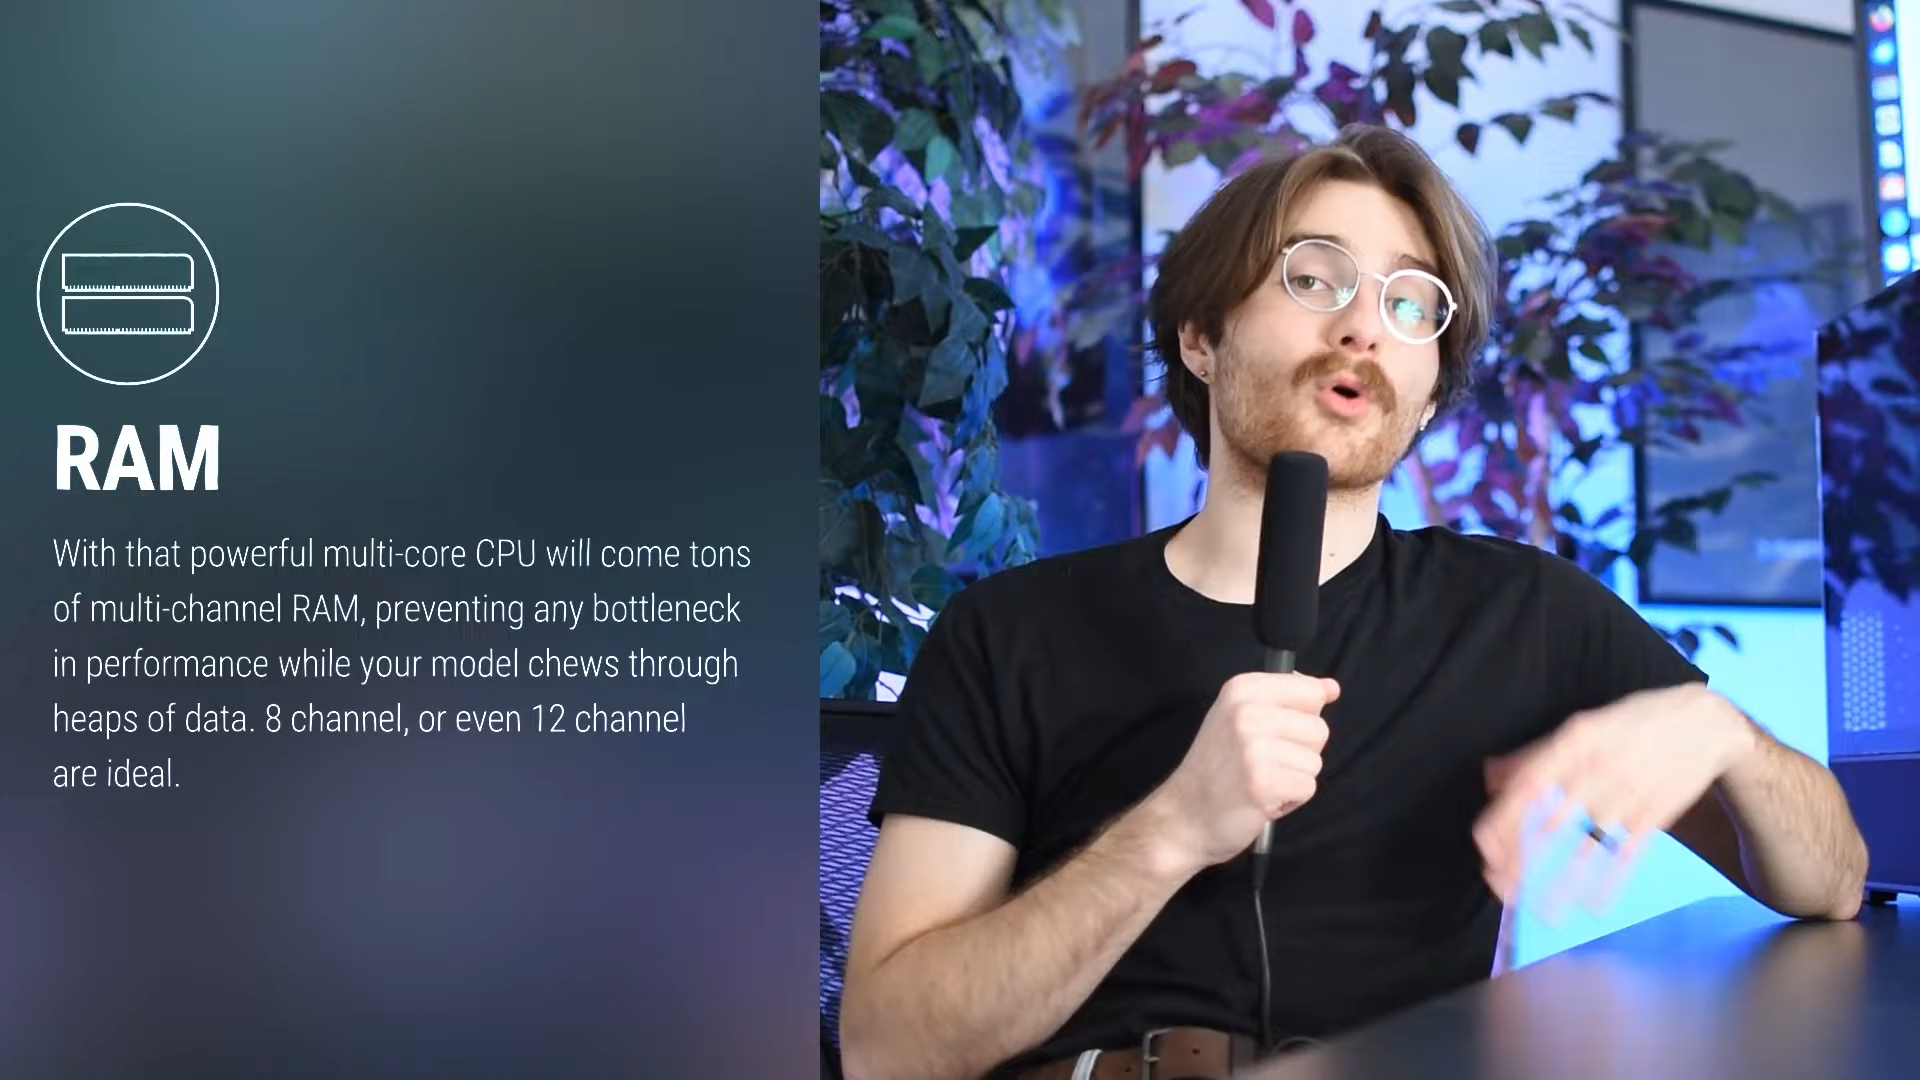 RAM
With that powerful multi-core CPU will come tons
of multi-channel RAM, preventing any bottleneck
in performance while your model chews through
heaps of data. 8 channel, or even 12 channel
are ideal.